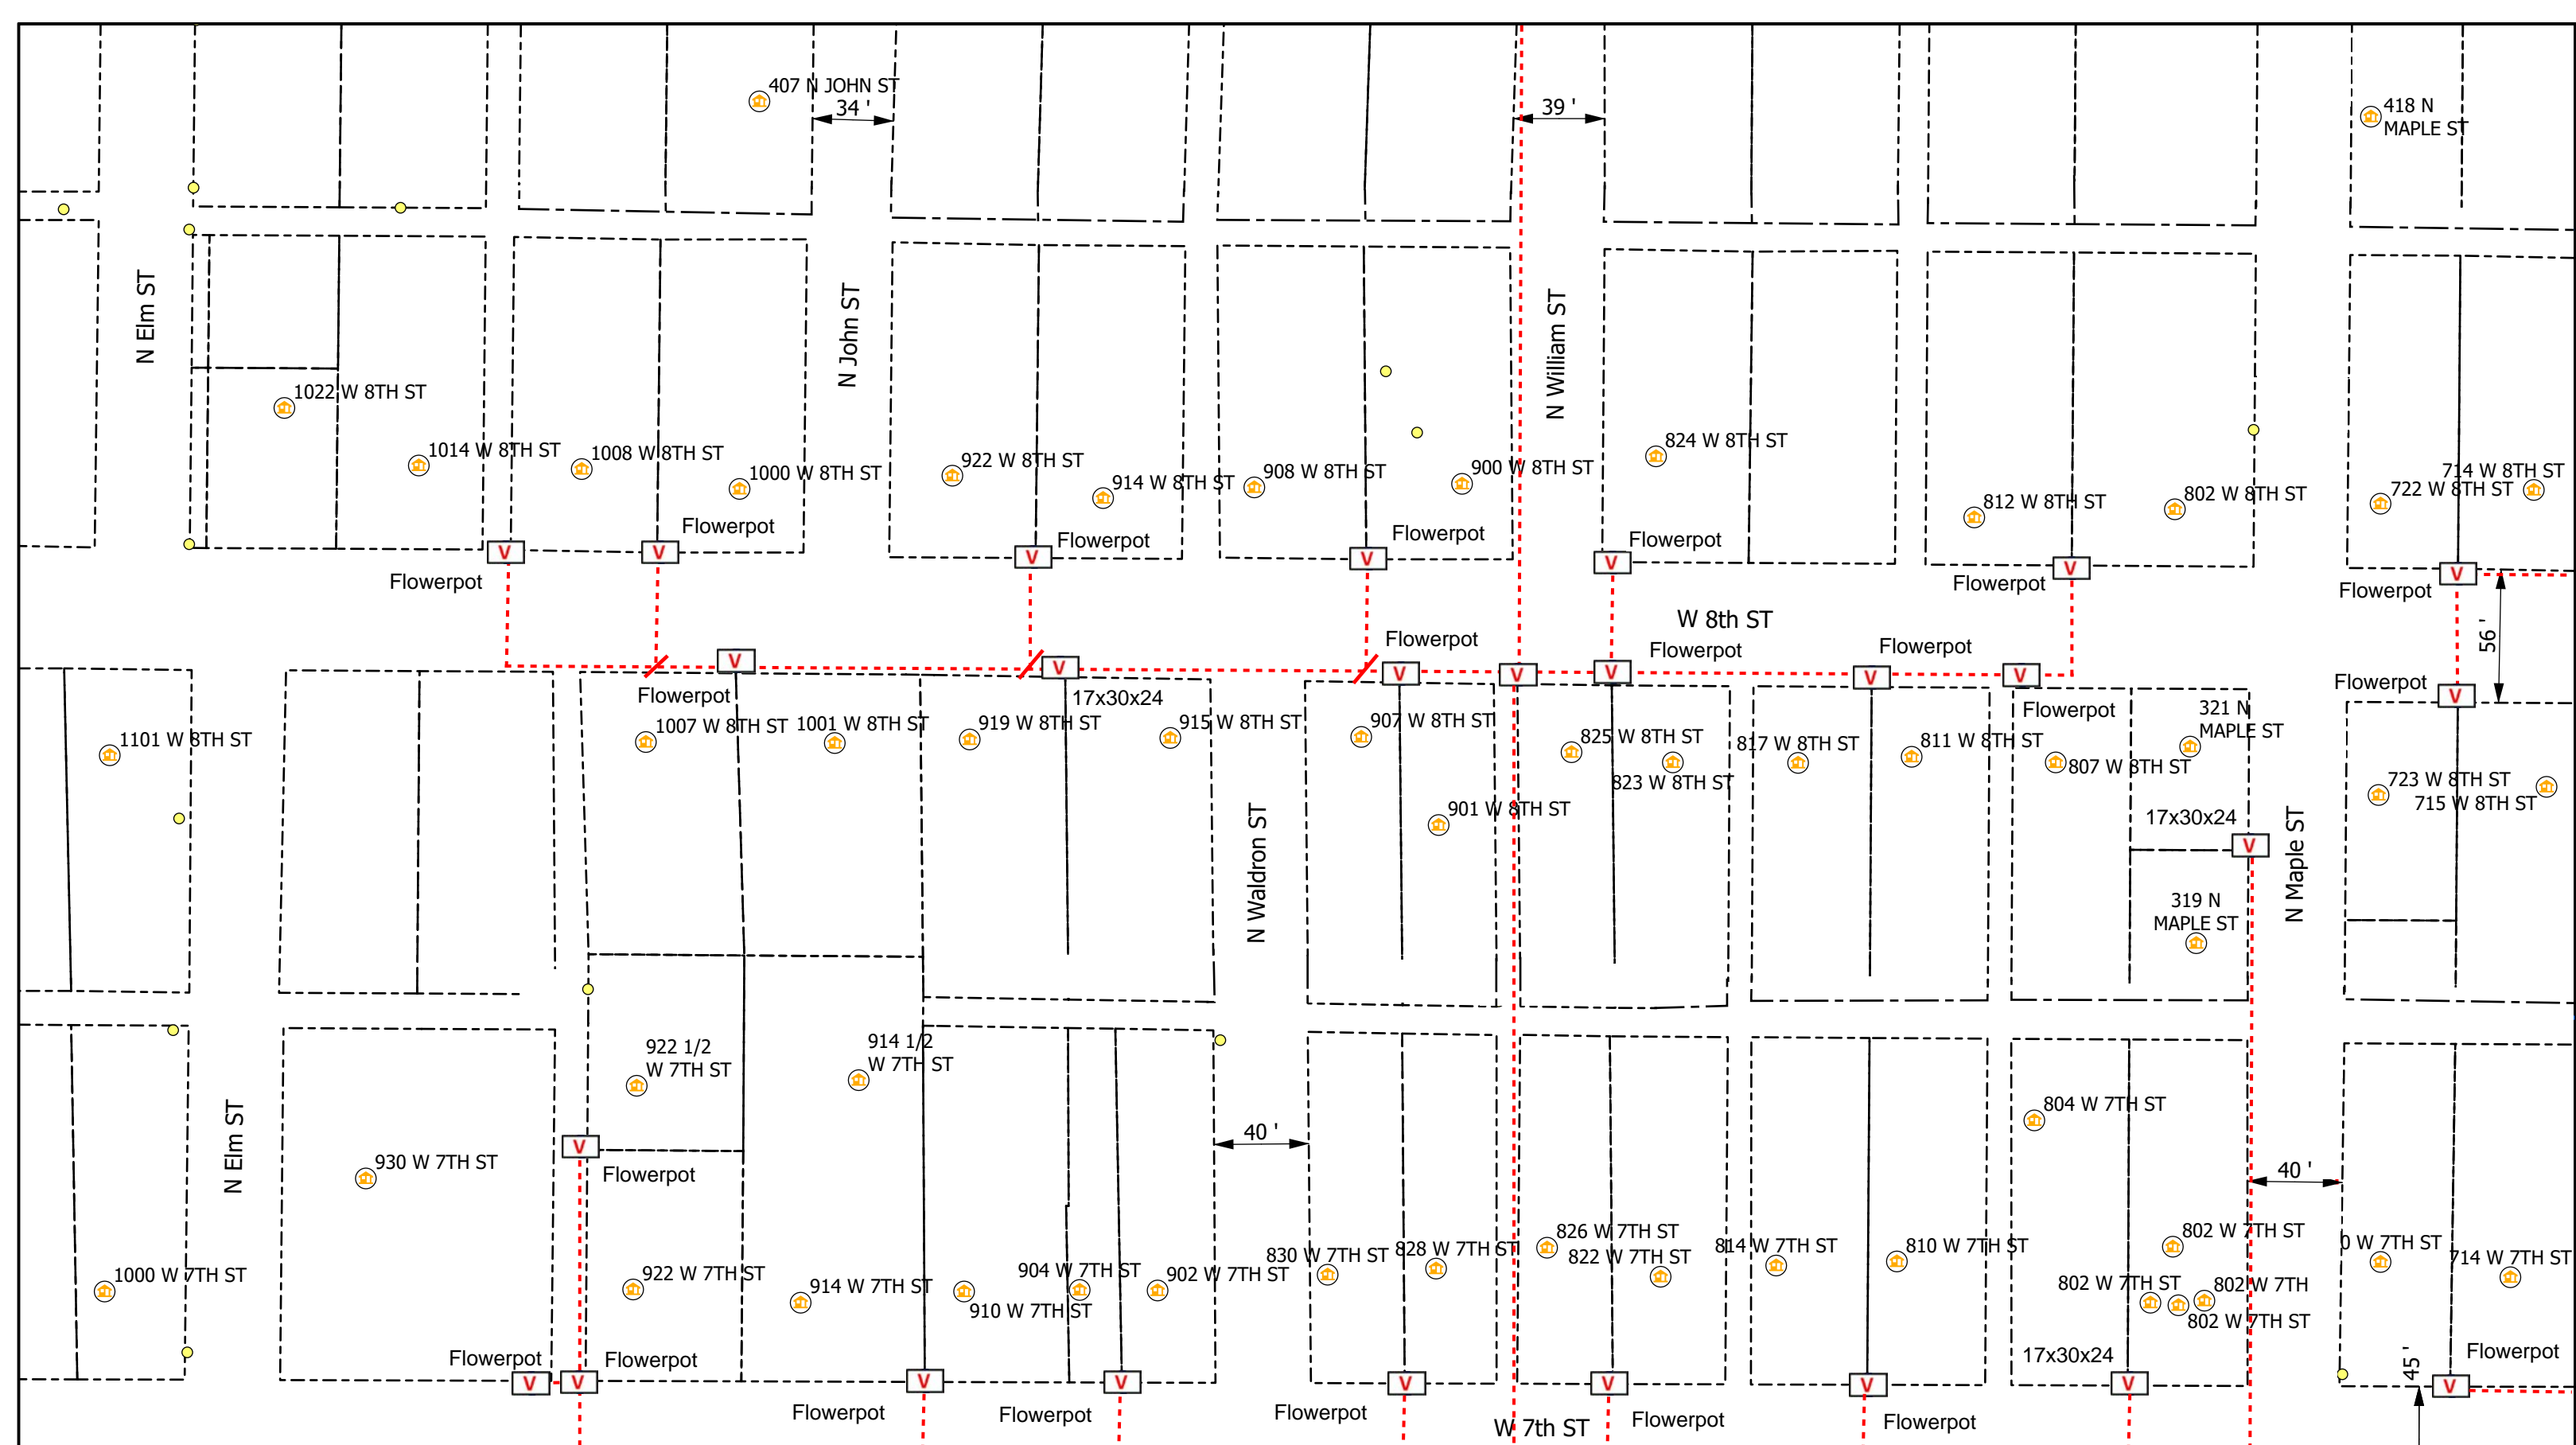 407 N JOHN ST
34 '
39 '
418 N
MAPLE ST
N Elm ST
N John ST
N William ST
1022 W 8TH ST
1014 W 8TH ST
1008 W 8TH ST
1000 W 8TH ST
922 W 8TH ST
914 W 8TH ST
908 W 8TH ST
900 W 8TH ST
824 W 8TH ST
812 W 8TH ST
802 W 8TH ST
714 W 8TH ST
722 W 8TH ST
Flowerpot
Flowerpot
Flowerpot
Flowerpot
V
V
V
V
V
V
V
Flowerpot
Flowerpot
Flowerpot
W 8th ST
56 '
Flowerpot
Flowerpot
Flowerpot
V
V
V
V
V
V
V
V
Flowerpot
Flowerpot
17x30x24
Flowerpot
1007 W 8TH ST
1001 W 8TH ST
919 W 8TH ST
915 W 8TH ST
907 W 8TH ST
825 W 8TH ST
823 W 8TH ST
817 W 8TH ST
811 W 8TH ST
807 W 8TH ST
321 N
MAPLE ST
1101 W 8TH ST
723 W 8TH ST
715 W 8TH ST
901 W 8TH ST
17x30x24
V
N Waldron ST
N Maple ST
319 N
MAPLE ST
922 1/2
W 7TH ST
914 1/2
W 7TH ST
804 W 7TH ST
N Elm ST
V
Flowerpot
40 '
40 '
930 W 7TH ST
1000 W 7TH ST
922 W 7TH ST
914 W 7TH ST
910 W 7TH ST
904 W 7TH ST
902 W 7TH ST
830 W 7TH ST
828 W 7TH ST
826 W 7TH ST
822 W 7TH ST
814 W 7TH ST
810 W 7TH ST
802 W 7TH ST
802 W 7TH ST
802 W 7TH
802 W 7TH ST
0 W 7TH ST
714 W 7TH ST
Flowerpot
Flowerpot
17x30x24
45 '
Flowerpot
V
V
V
V
V
V
V
V
V
Flowerpot
Flowerpot
Flowerpot
W 7th ST
Flowerpot
Flowerpot